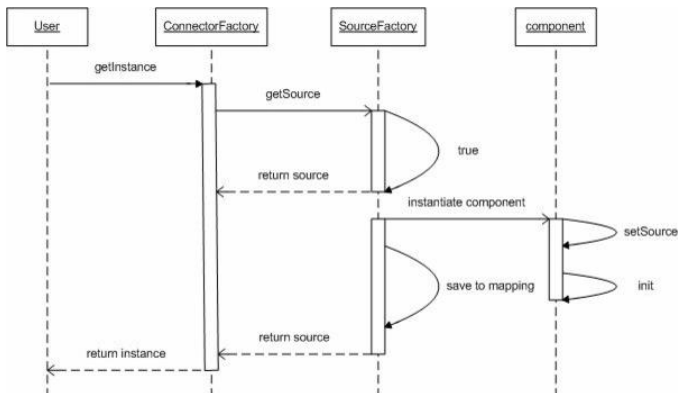 User
ConnectorFactory
SourceFactory
component
getInstance
getSource
true
return source
instantiate component
setSource
save to mapping
init
return source
return instance